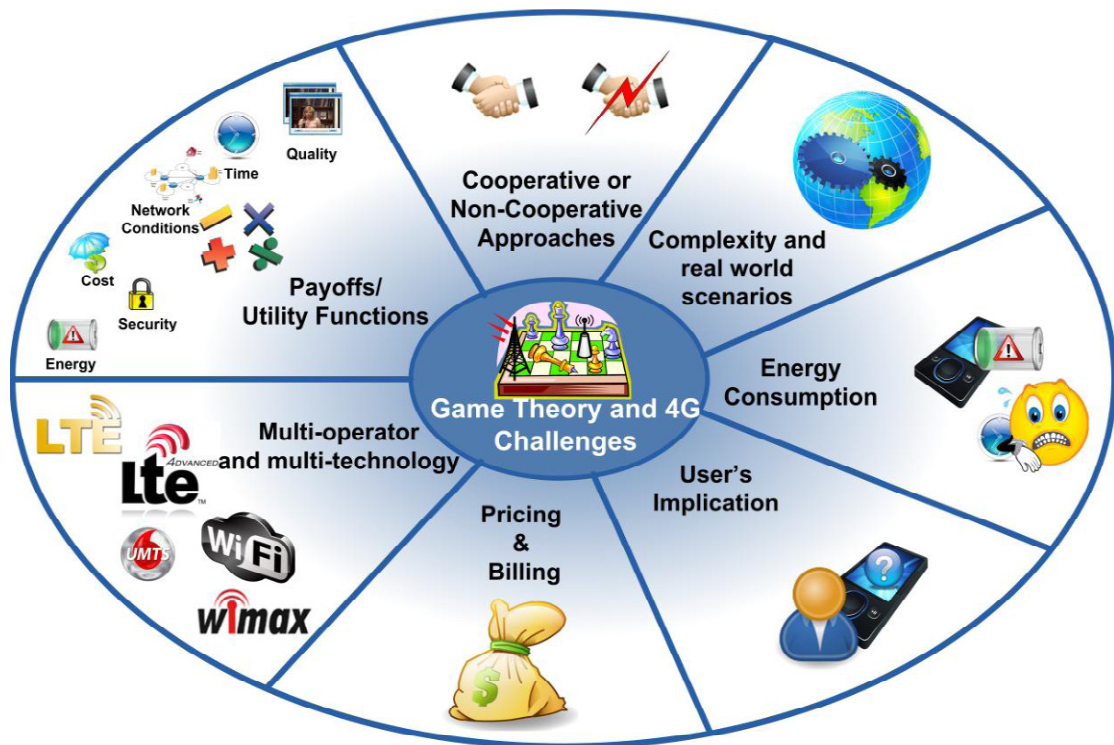 Game Theory and 4G
Challenges
Cooperative or
Non-Cooperative
Approaches
Complexity and
real world
scenarios
Energy
Consumption
User's
Implication
Pricing
&
Billing
$
?
Multi-operator
and multi-technology
LTE
Lte
ADVANCED
TM
UMTS
WiFi
wimax
Payoffs/
Utility Functions
Quality
Time
Network
Conditions
Cost
Security
Energy